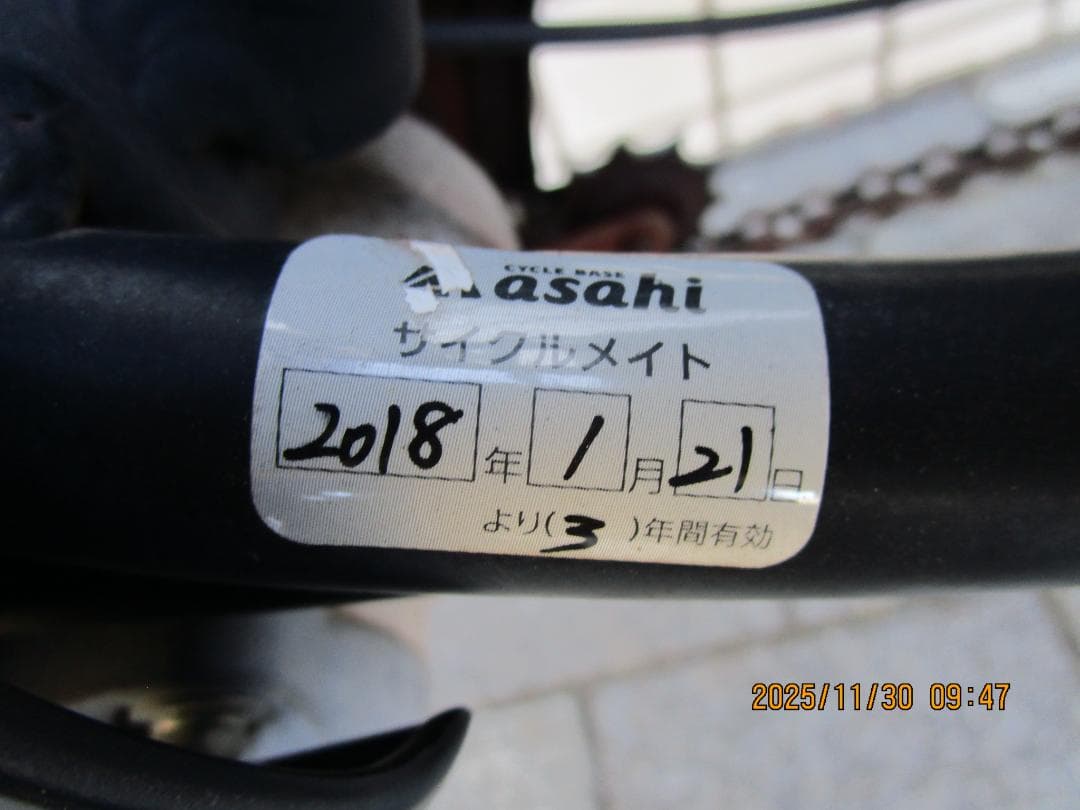 CYCLE BASE
asahi
サイクルメイト
2018年1月21日
より(3)年間有効
2025/11/30 09:47